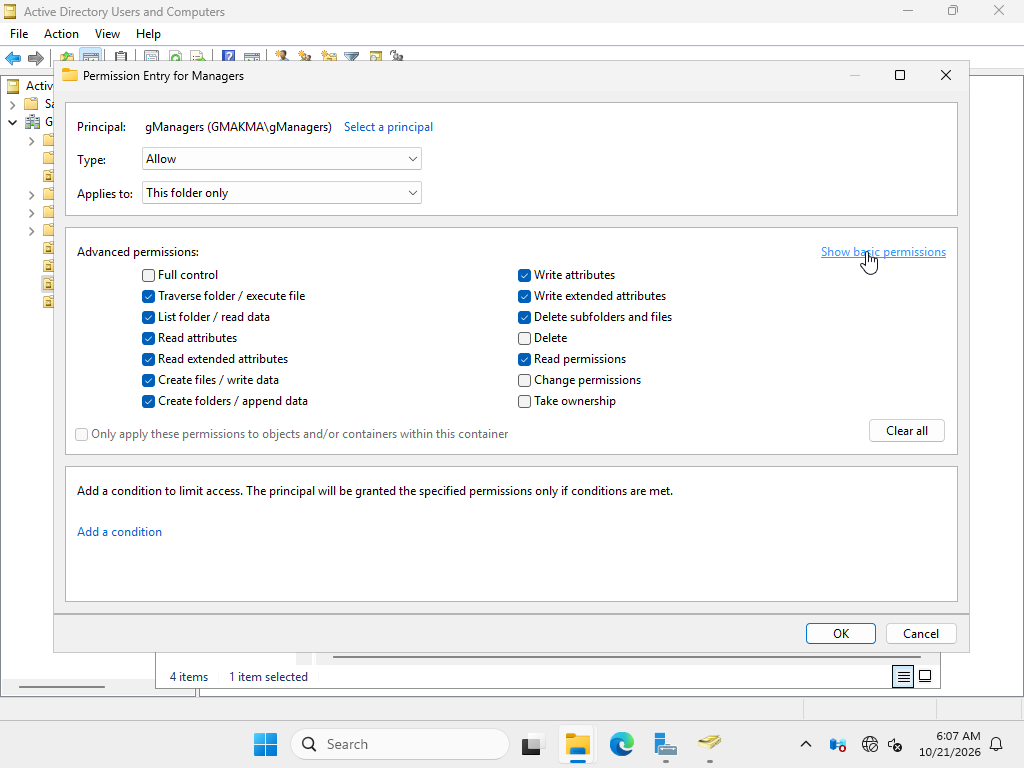 Active Directory Users and Computers
File Action View Help
Permission Entry for Managers
Activ
Sa
G
Principal: gManagers (GMAKMA\gManagers) Select a principal
Type: Allow
Applies to: This folder only
Advanced permissions: Show basic permissions
Full control
Traverse folder / execute file
List folder / read data
Read attributes
Read extended attributes
Create files / write data
Create folders / append data
Write attributes
Write extended attributes
Delete subfolders and files
Delete
Read permissions
Change permissions
Take ownership
Only apply these permissions to objects and/or containers within this container
Clear all
Add a condition to limit access. The principal will be granted the specified permissions only if conditions are met.
Add a condition
OK Cancel
4 items 1 item selected
Search
6:07 AM
10/21/2026